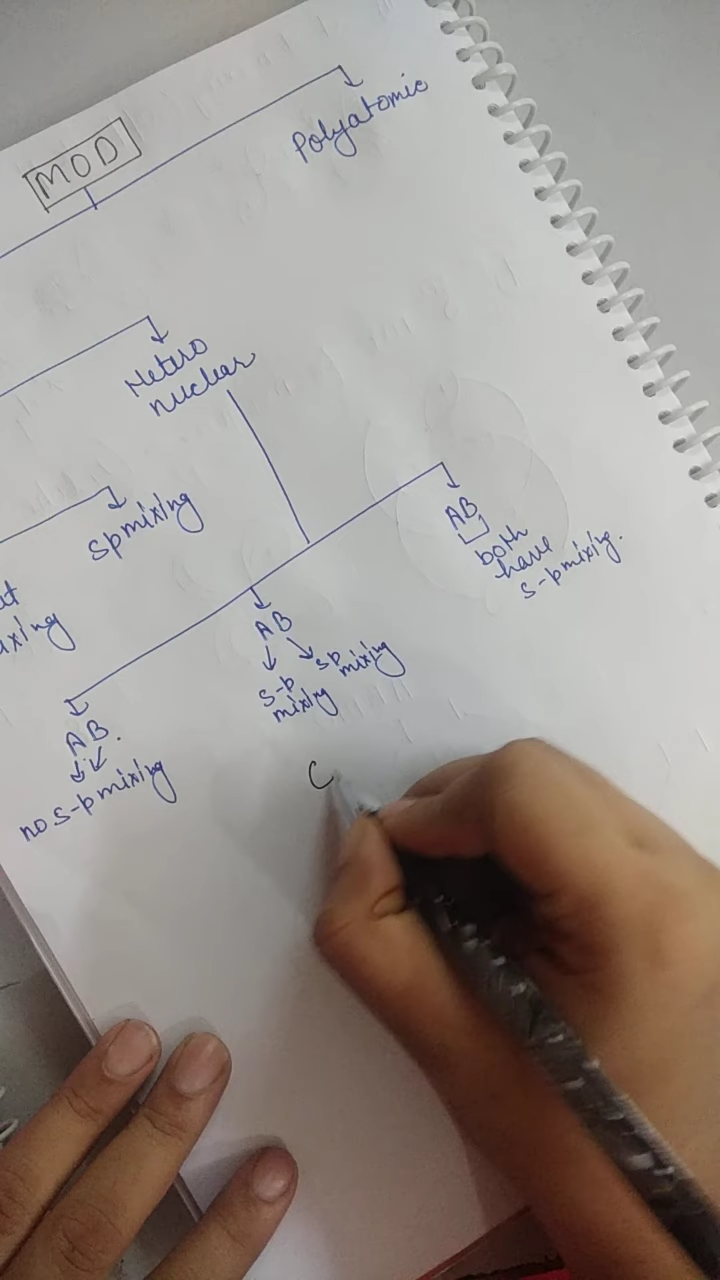 MOD
Polyatomic
Hetero
nuclear
sp mixing
AB
both
have
s-p mixing.
AB
s-p
mixing
sp
mixing
AB.
no s-p mixing
C